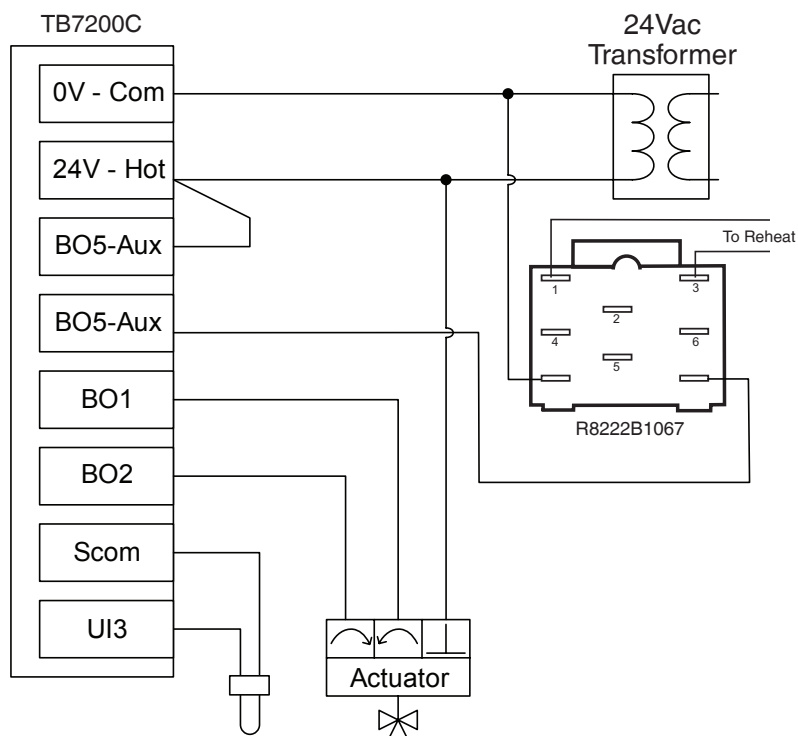 TB7200C
24Vac
Transformer
0V - Com
24V - Hot
BO5-Aux
BO5-Aux
BO1
BO2
Scom
UI3
To Reheat
1
3
2
4
6
5
R8222B1067
Actuator